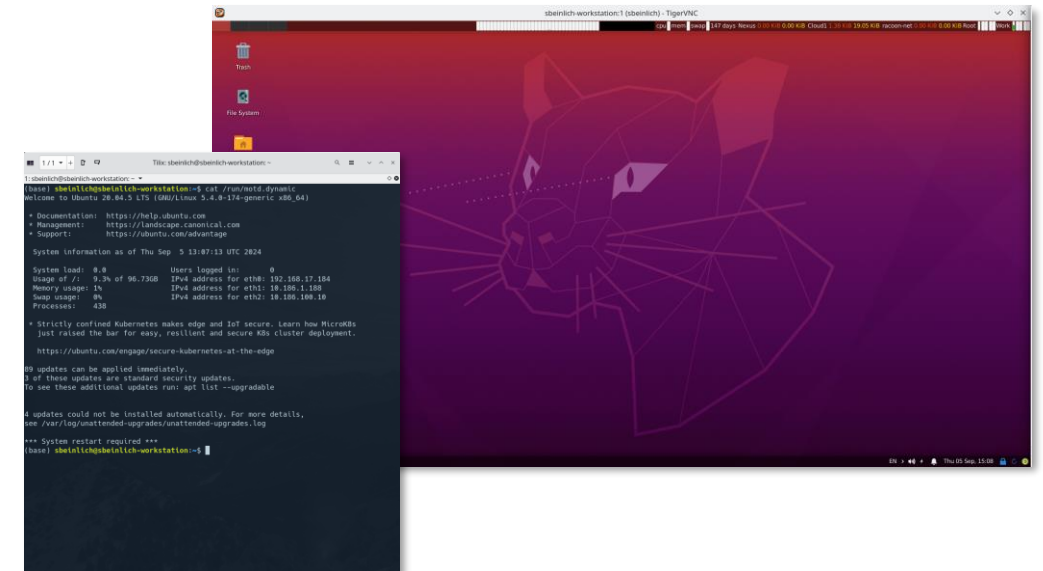 sbeinlich-workstation:1 (sbeinlich) - TigerVNC
cpu mem swap 147 days Nexus 0.00 KiB 0.00 KiB Cloud1 1.36 KiB 19.05 KiB racoon-net 0.00 KiB 0.00 KiB Root Work
Trash
File System
1 / 1
Tilix: sbeinlich@sbeinlich-workstation: ~
1: sbeinlich@sbeinlich-workstation: ~
(base) sbeinlich@sbeinlich-workstation:~$ cat /run/motd.dynamic
Welcome to Ubuntu 20.04.5 LTS (GNU/Linux 5.4.0-174-generic x86_64)
* Documentation: https://help.ubuntu.com
* Management: https://landscape.canonical.com
* Support: https://ubuntu.com/advantage
System information as of Thu Sep 5 13:07:13 UTC 2024
System load: 0.0 Users logged in: 0
Usage of /: 9.3% of 96.73GB IPv4 address for eth0: 192.168.17.184
Memory usage: 1% IPv4 address for eth1: 10.186.1.188
Swap usage: 0% IPv4 address for eth2: 10.186.100.10
Processes: 438
* Strictly confined Kubernetes makes edge and IoT secure. Learn how MicroK8s
just raised the bar for easy, resilient and secure K8s cluster deployment.
https://ubuntu.com/engage/secure-kubernetes-at-the-edge
89 updates can be applied immediately.
3 of these updates are standard security updates.
To see these additional updates run: apt list --upgradable
4 updates could not be installed automatically. For more details,
see /var/log/unattended-upgrades/unattended-upgrades.log
*** System restart required ***
(base) sbeinlich@sbeinlich-workstation:~$
EN Thu 05 Sep, 15:08